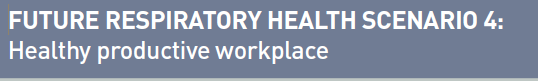 FUTURE RESPIRATORY HEALTH SCENARIO 4:
Healthy productive workplace